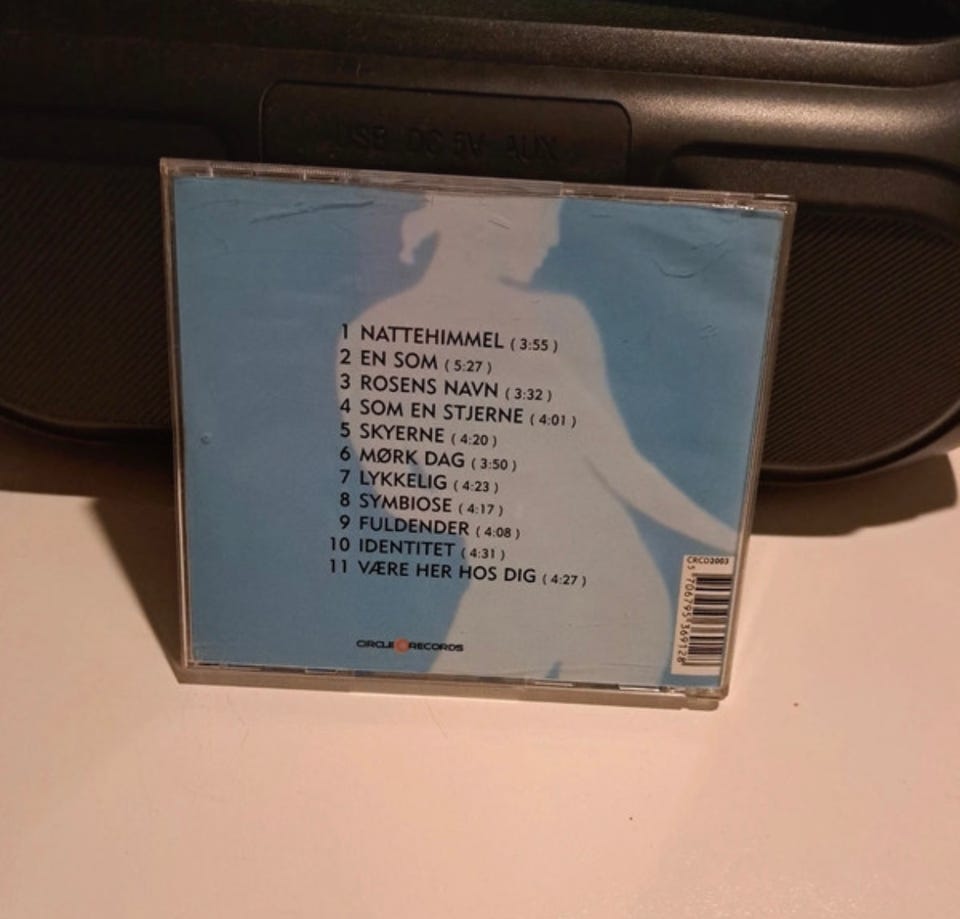 USB DC 5V AUX
1 NATTEHIMMEL ( 3:55 )
2 EN SOM ( 5:27 )
3 ROSENS NAVN ( 3:32 )
4 SOM EN STJERNE ( 4:01 )
5 SKYERNE ( 4:20 )
6 MØRK DAG ( 3:50 )
7 LYKKELIG ( 4:23 )
8 SYMBIOSE ( 4:17 )
9 FULDENDER ( 4:08 )
10 IDENTITET ( 4:31 )
11 VÆRE HER HOS DIG ( 4:27 )
CRCD2003
5 706795 369128
CIRCLE RECORDS